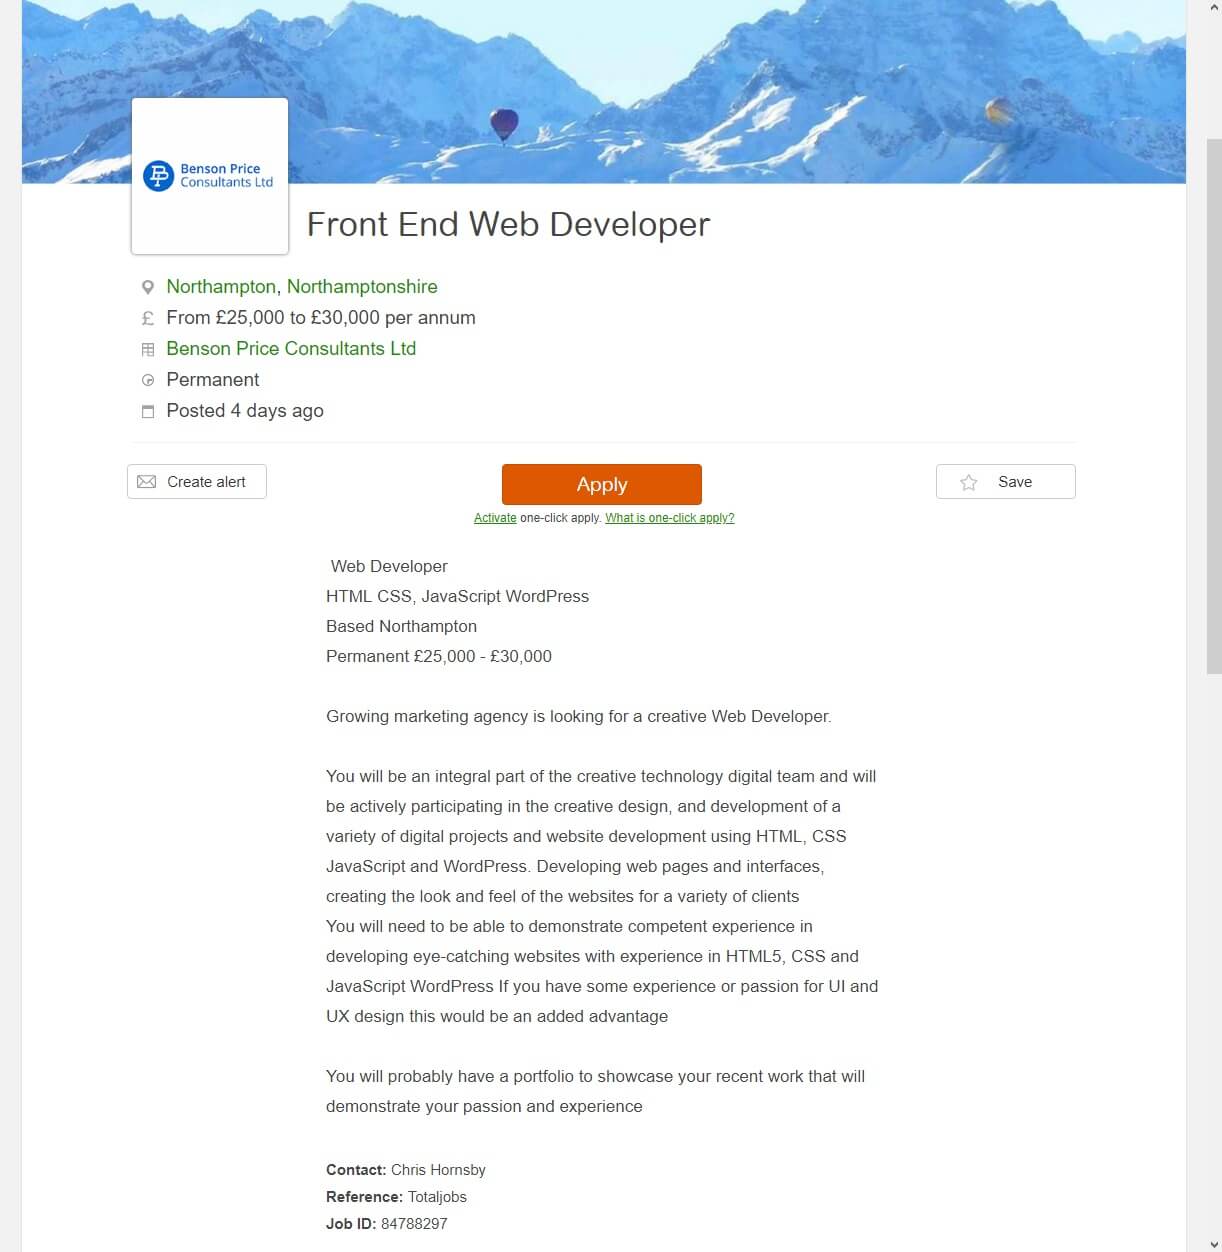 Benson Price
Consultants Ltd
Front End Web Developer
Northampton, Northamptonshire
£ From £25,000 to £30,000 per annum
Benson Price Consultants Ltd
Permanent
Posted 4 days ago
Create alert
Apply
Save
Activate one-click apply. What is one-click apply?
Web Developer
HTML CSS, JavaScript WordPress
Based Northampton
Permanent £25,000 - £30,000
Growing marketing agency is looking for a creative Web Developer.
You will be an integral part of the creative technology digital team and will
be actively participating in the creative design, and development of a
variety of digital projects and website development using HTML, CSS
JavaScript and WordPress. Developing web pages and interfaces,
creating the look and feel of the websites for a variety of clients
You will need to be able to demonstrate competent experience in
developing eye-catching websites with experience in HTML5, CSS and
JavaScript WordPress If you have some experience or passion for UI and
UX design this would be an added advantage
You will probably have a portfolio to showcase your recent work that will
demonstrate your passion and experience
Contact: Chris Hornsby
Reference: Totaljobs
Job ID: 84788297